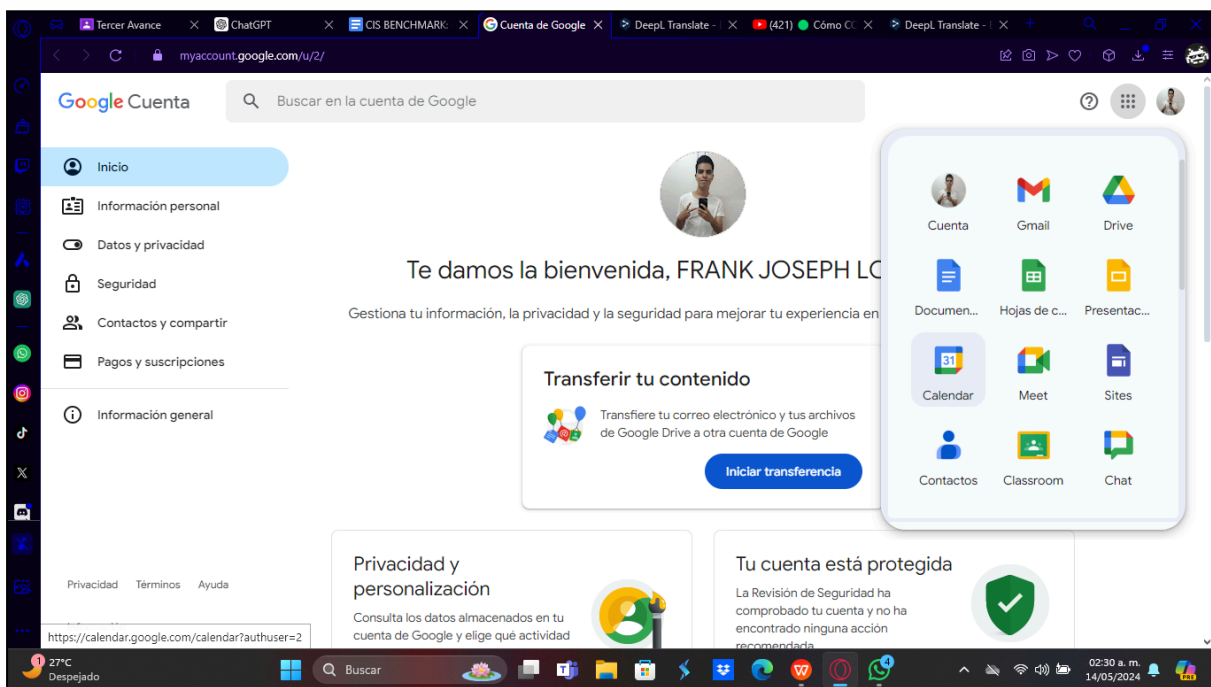 Tercer Avance
ChatGPT
CIS BENCHMARK:
Cuenta de Google
DeepL Translate -
(421) Cómo CC
DeepL Translate -
myaccount.google.com/u/2/
Google Cuenta
Buscar en la cuenta de Google
Inicio
Información personal
Datos y privacidad
Seguridad
Contactos y compartir
Pagos y suscripciones
Información general
Privacidad Términos Ayuda
https://calendar.google.com/calendar?authuser=2
Te damos la bienvenida, FRANK JOSEPH LO
Gestiona tu información, la privacidad y la seguridad para mejorar tu experiencia en
Transferir tu contenido
Transfiere tu correo electrónico y tus archivos
de Google Drive a otra cuenta de Google
Iniciar transferencia
Privacidad y
personalización
Consulta los datos almacenados en tu
cuenta de Google y elige qué actividad
Tu cuenta está protegida
La Revisión de Seguridad ha
comprobado tu cuenta y no ha
encontrado ninguna acción
recomendada
Cuenta Gmail Drive
Documen... Hojas de c... Presentac...
31
Calendar Meet Sites
Contactos Classroom Chat
1
27°C
Despejado
Buscar
4
02:30 a. m.
14/05/2024
PRE